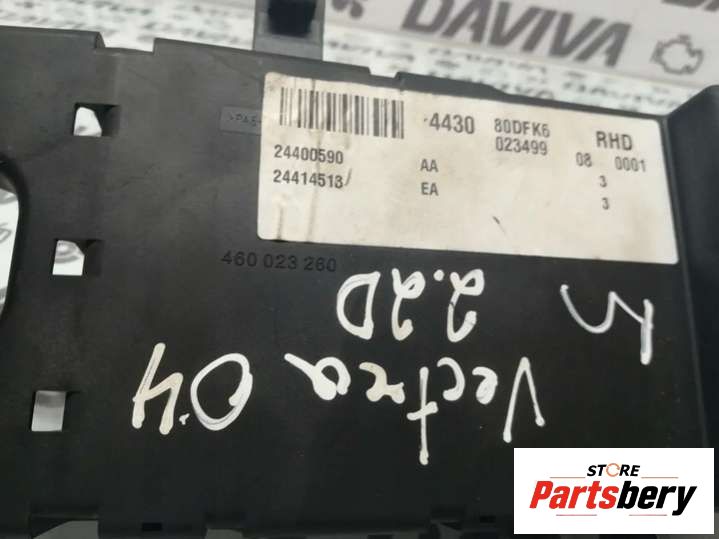 DAVIVA
-4430 80DFK6 RHD
023499 08 0001
24400590 AA 3
24414513 EA 3
460 023 260
Vectra 04
2.2D
STORE
Partsbery